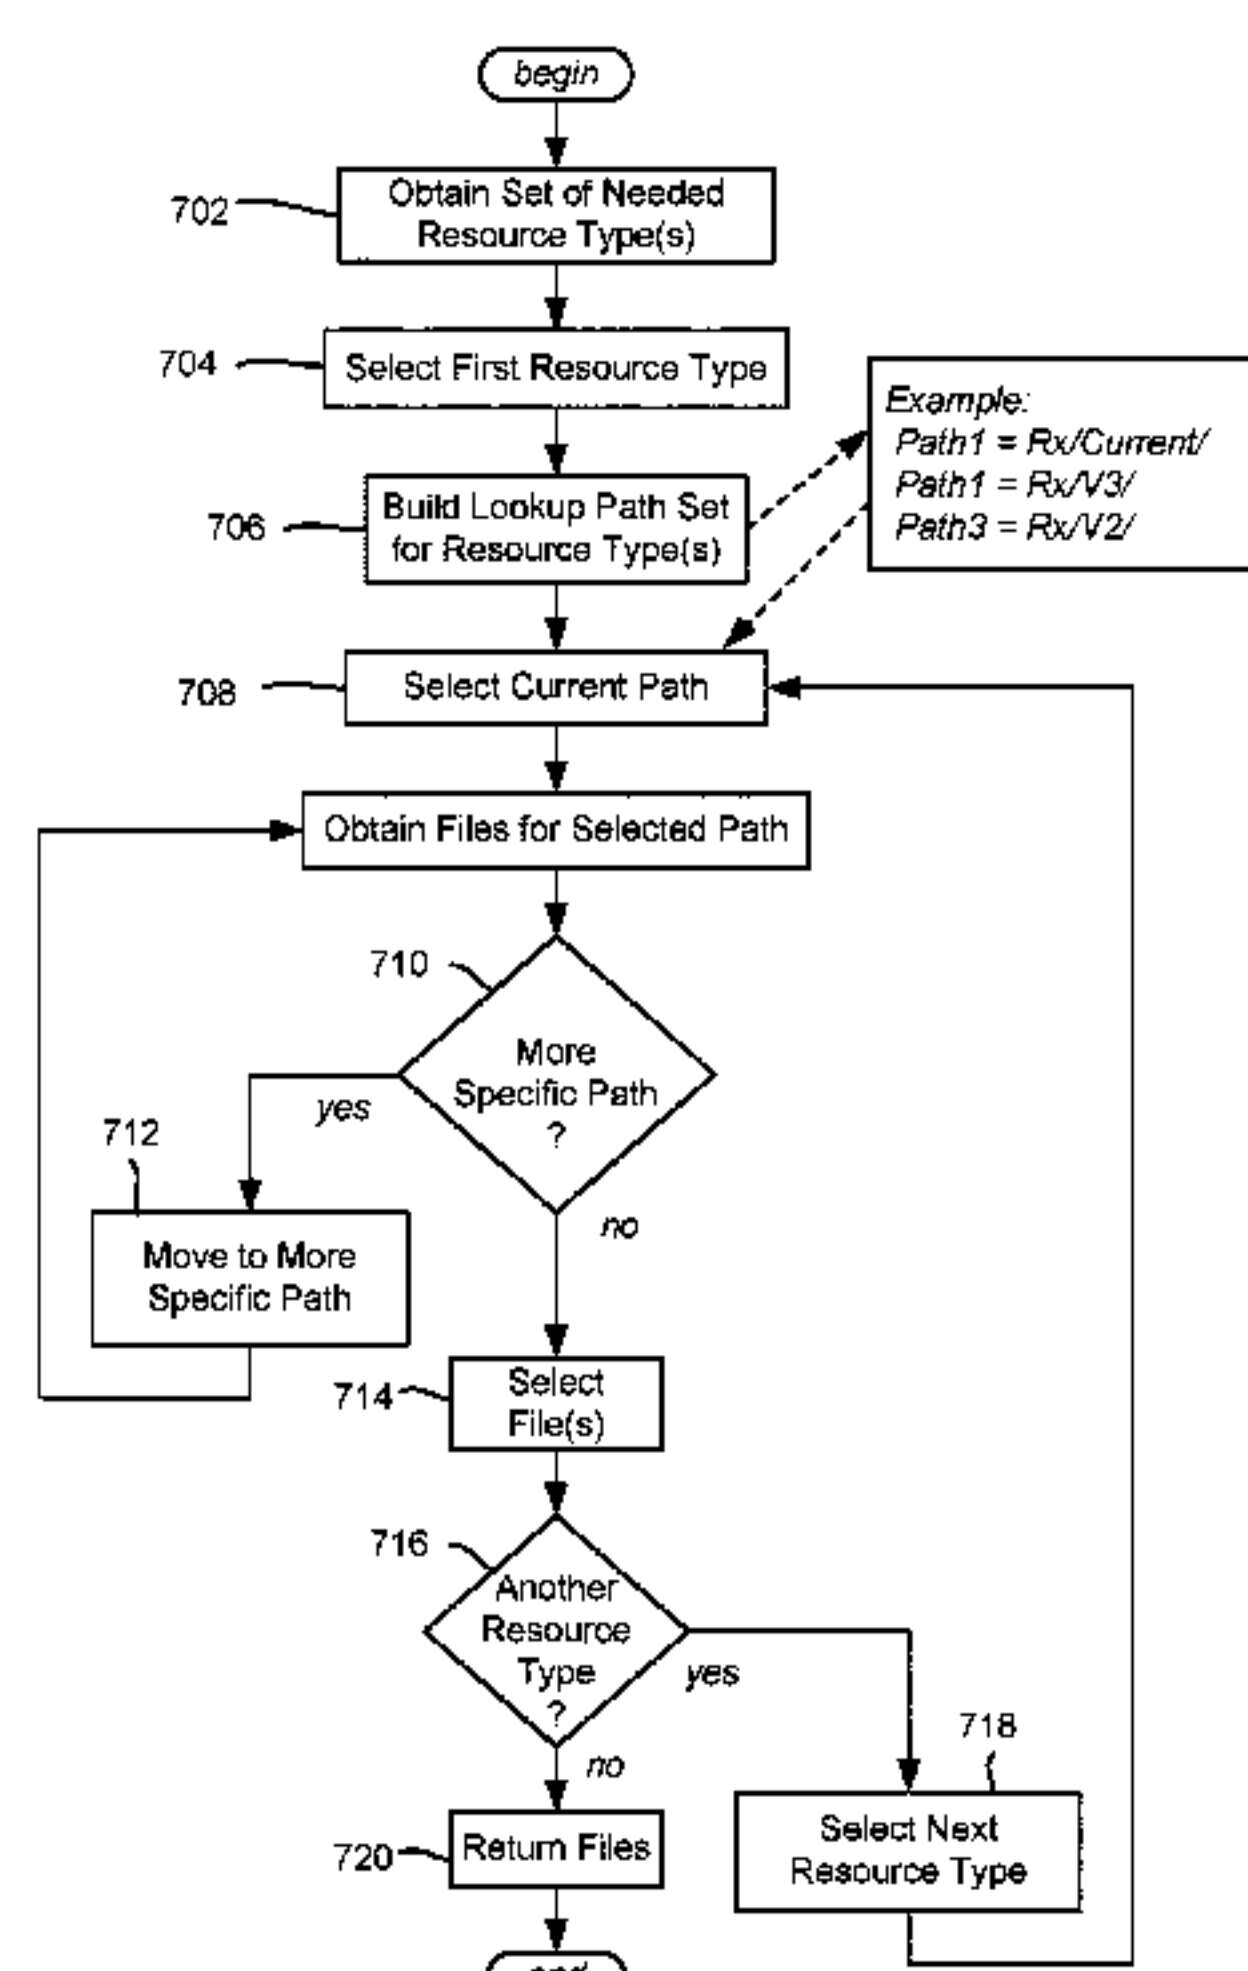 begin
702
Obtain Set of Needed
Resource Type(s)
704
Select First Resource Type
Example:
Path1 = Rx/Current/
Path1 = Rx/V3/
Path3 = Rx/V2/
706
Build Lookup Path Set
for Resource Type(s)
708
Select Current Path
Obtain Files for Selected Path
710
More
Specific Path
?
yes
no
712
Move to More
Specific Path
714
Select
File(s)
716
Another
Resource
Type
?
yes
no
718
Select Next
Resource Type
720
Return Files